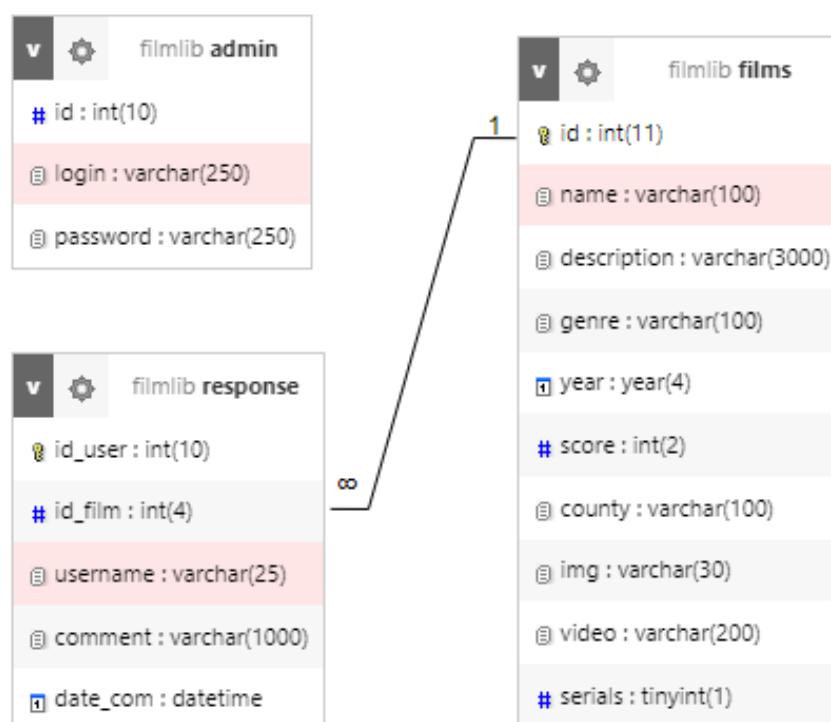 v filmlib admin
# id : int(10)
login : varchar(250)
password : varchar(250)
v filmlib response
id_user : int(10)
# id_film : int(4)
username : varchar(25)
comment : varchar(1000)
date_com : datetime
∞
1
v filmlib films
id : int(11)
name : varchar(100)
description : varchar(3000)
genre : varchar(100)
year : year(4)
# score : int(2)
county : varchar(100)
img : varchar(30)
video : varchar(200)
# serials : tinyint(1)